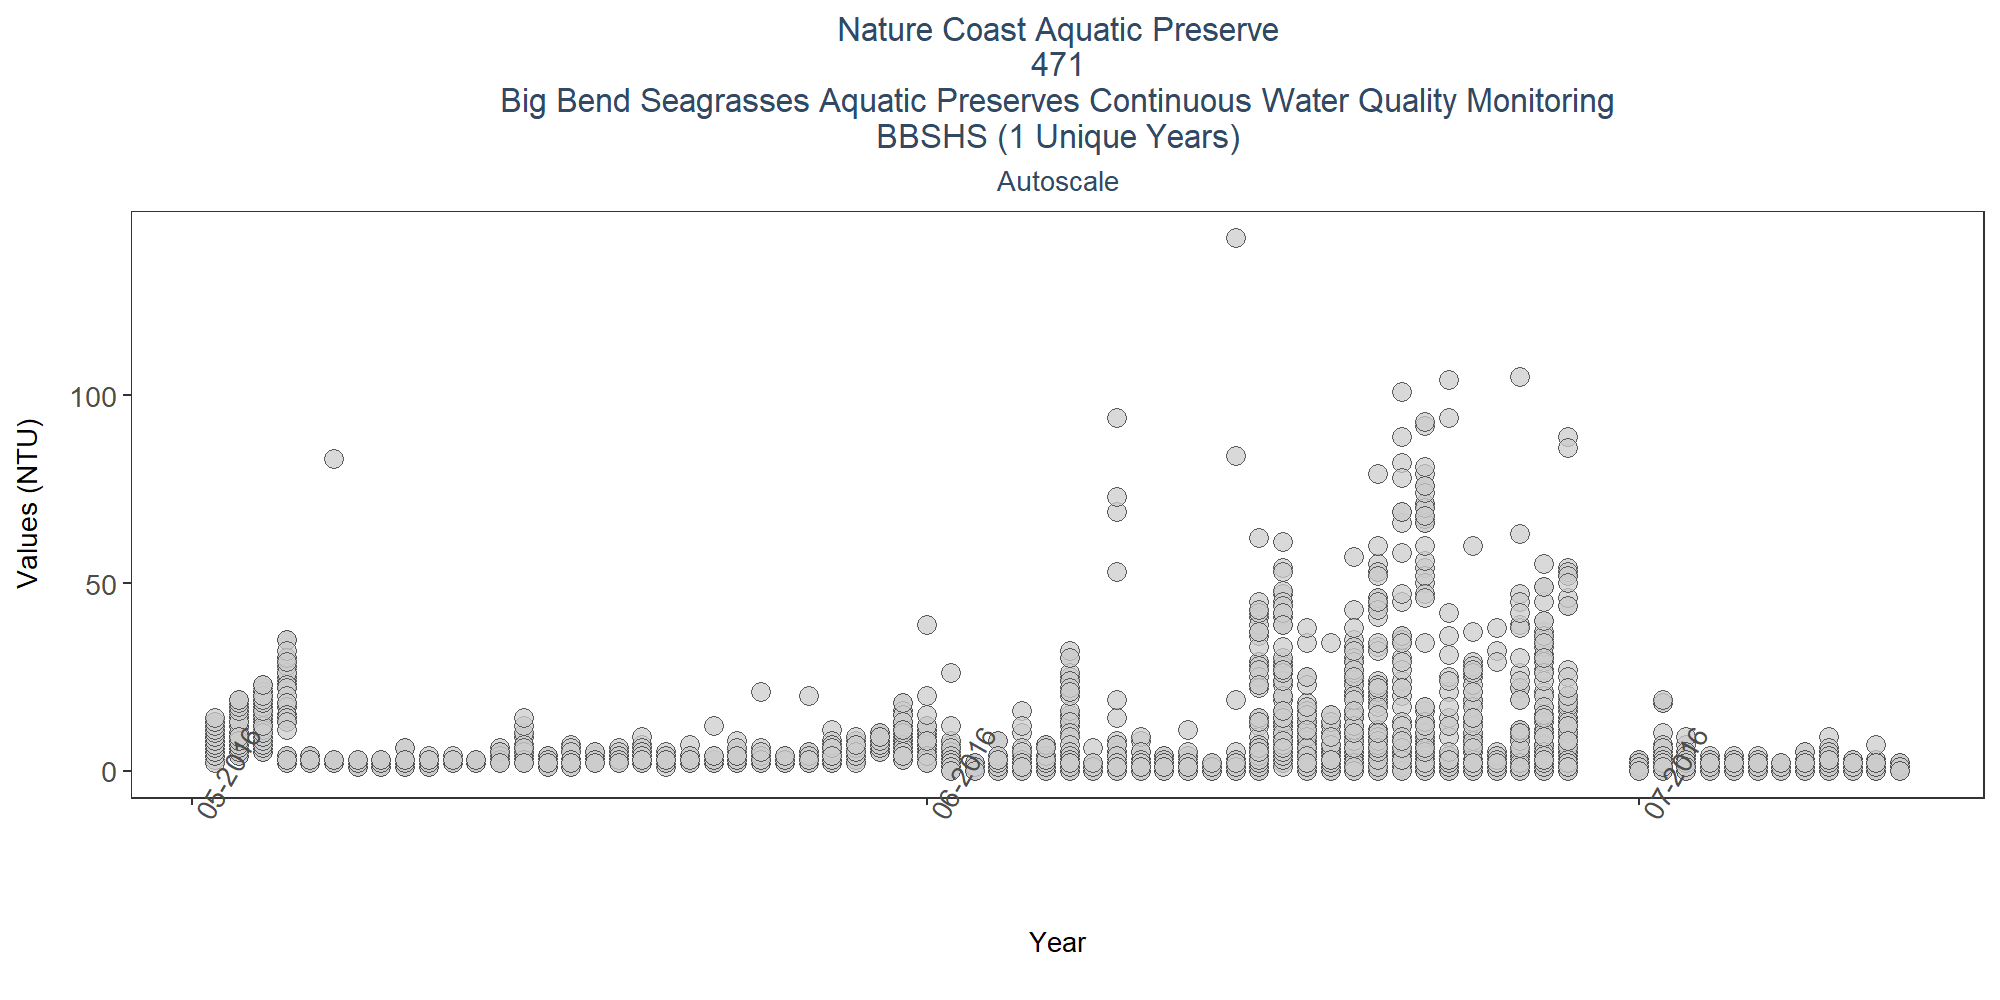 Nature Coast Aquatic Preserve
471
Big Bend Seagrasses Aquatic Preserves Continuous Water Quality Monitoring
BBSHS (1 Unique Years)
Autoscale
Values (NTU)
100
50
0
05-2016
06-2016
07-2016
Year